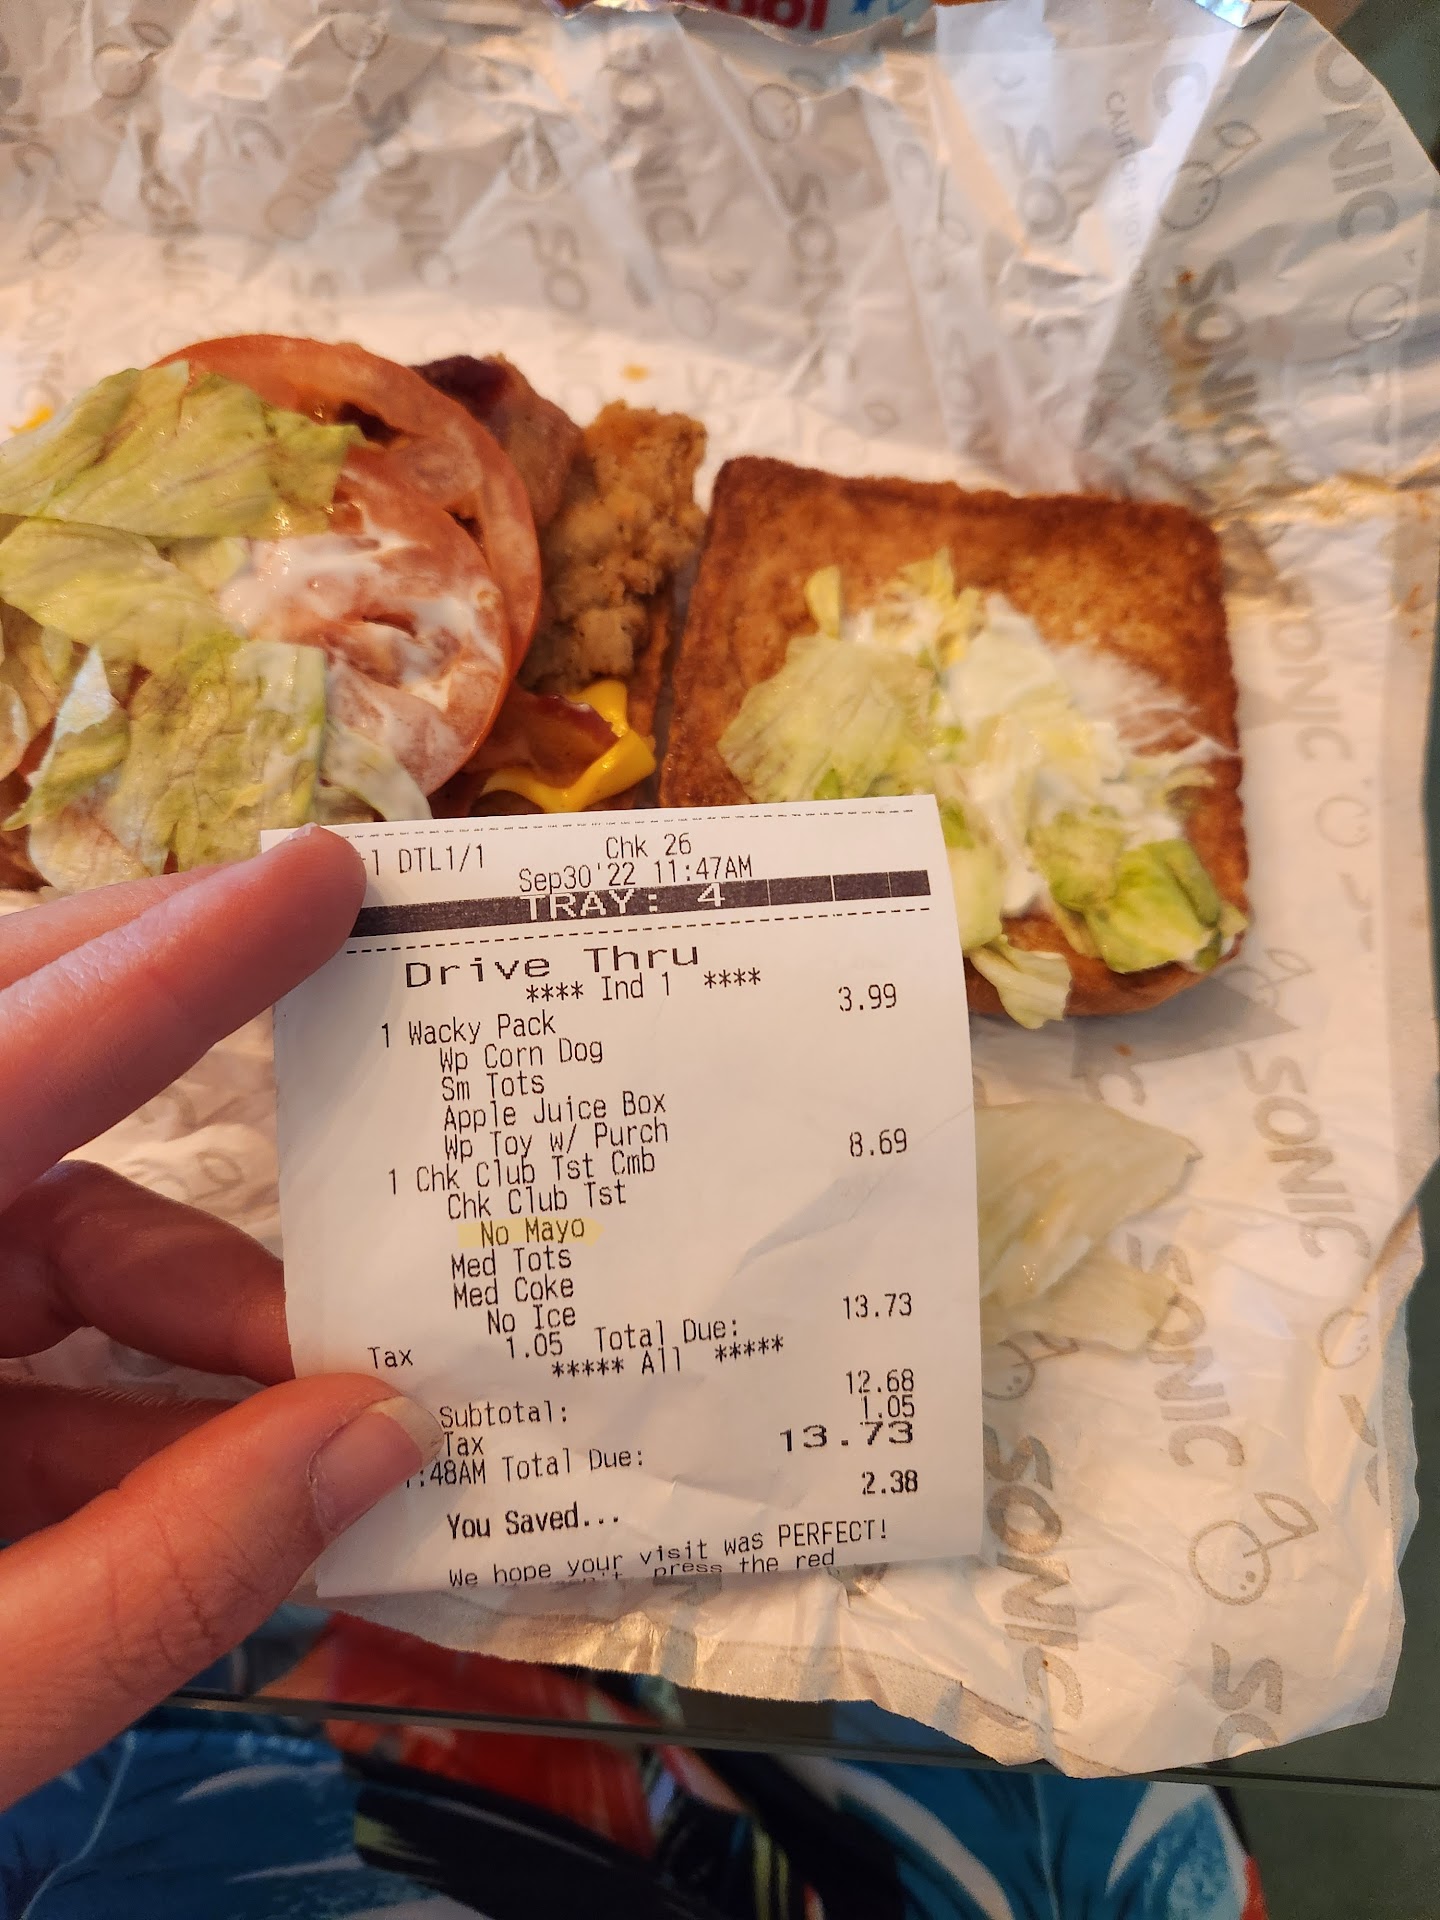 SONIC
SONIC
SONIC
SONIC
SONIC
SONIC
SONIC
SONIC
DTL1/1 Chk 26
Sep30'22 11:47AM
TRAY: 4
Drive Thru
**** Ind 1 ****
1 Wacky Pack 3.99
Wp Corn Dog
Sm Tots
Apple Juice Box
Wp Toy w/ Purch
1 Chk Club Tst Cmb 8.69
Chk Club Tst
No Mayo
Med Tots
Med Coke
No Ice
Tax 1.05 Total Due: 13.73
***** All *****
Subtotal: 12.68
Tax 1.05
:48AM Total Due: 13.73
You Saved... 2.38
We hope your visit was PERFECT!
press the red